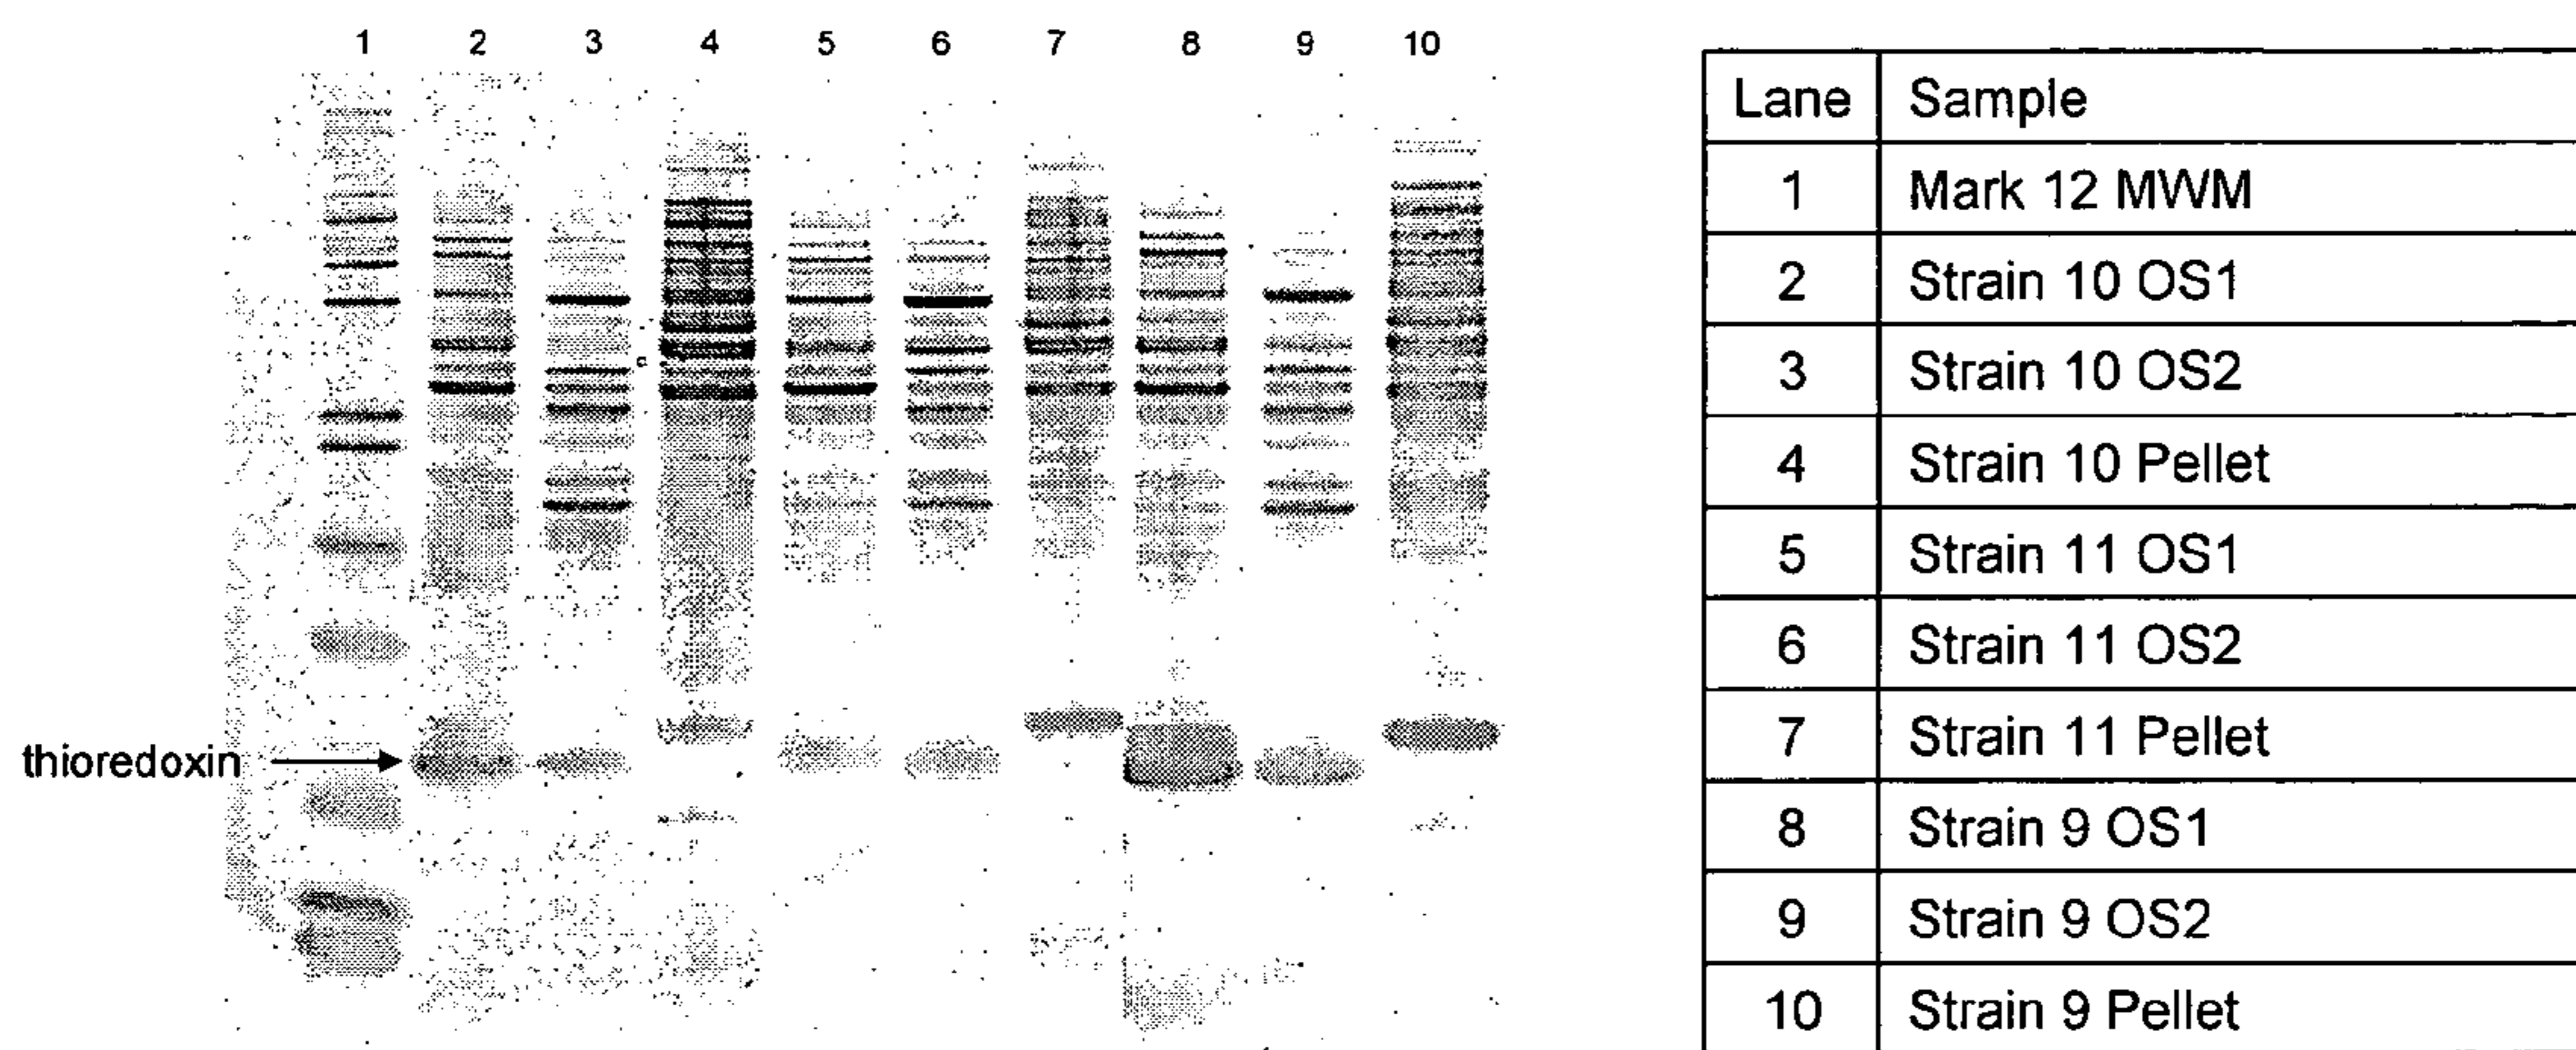 1 2 3 4 5 6 7 8 9 10
thioredoxin
Lane Sample
1 Mark 12 MWM
2 Strain 10 OS1
3 Strain 10 OS2
4 Strain 10 Pellet
5 Strain 11 OS1
6 Strain 11 OS2
7 Strain 11 Pellet
8 Strain 9 OS1
9 Strain 9 OS2
10 Strain 9 Pellet